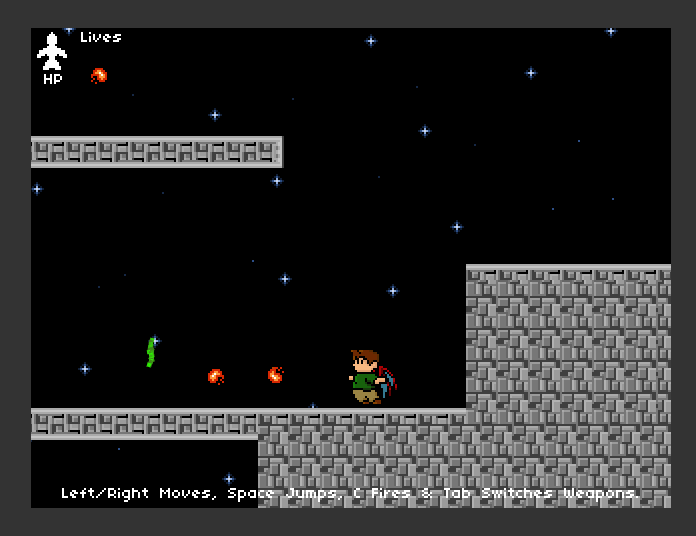 Lives
HP
Left/Right Moves, Space Jumps, C Fires & Tab Switches Weapons.